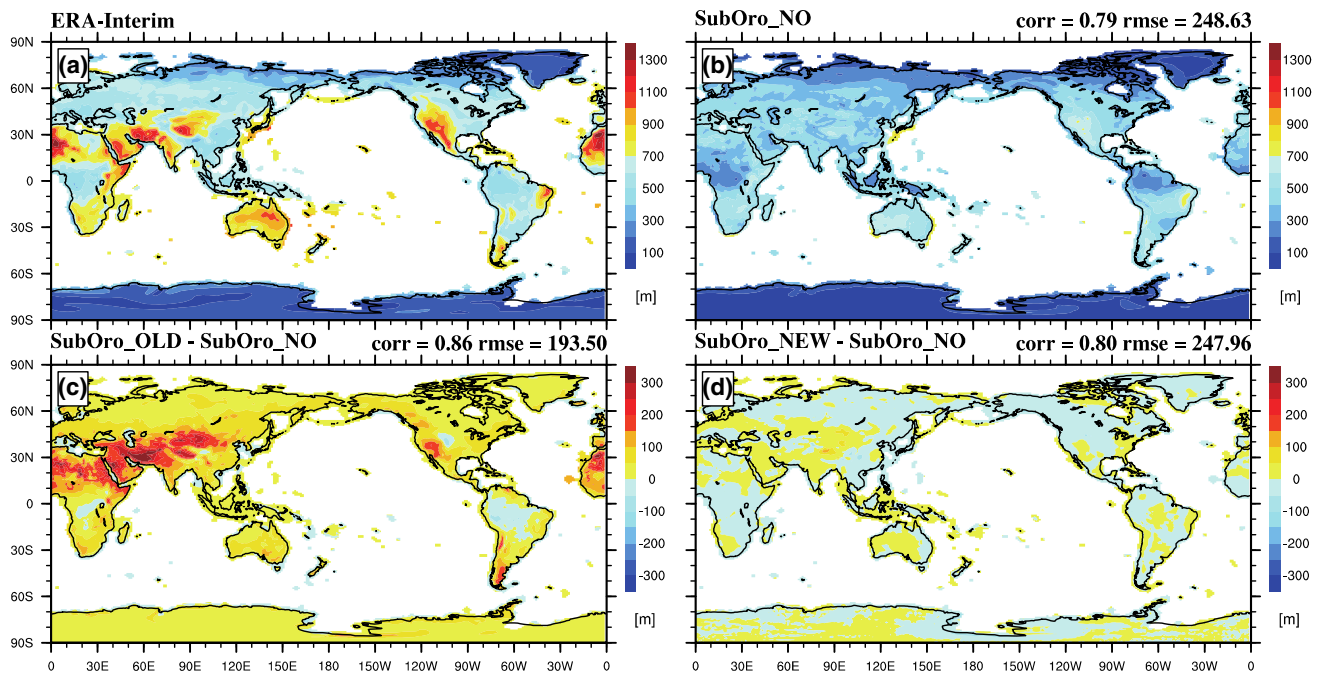 ERA-Interim
SubOro_NO corr = 0.79 rmse = 248.63
(a)
90N
60N
30N
0
30S
60S
90S
1300
1100
900
700
500
300
100
[m]
(b)
1300
1100
900
700
500
300
100
[m]
SubOro_OLD - SubOro_NO corr = 0.86 rmse = 193.50
SubOro_NEW - SubOro_NO corr = 0.80 rmse = 247.96
(c)
90N
60N
30N
0
30S
60S
90S
300
200
100
0
-100
-200
-300
[m]
0 30E 60E 90E 120E 150E 180 150W 120W 90W 60W 30W 0
(d)
300
200
100
0
-100
-200
-300
[m]
0 30E 60E 90E 120E 150E 180 150W 120W 90W 60W 30W 0